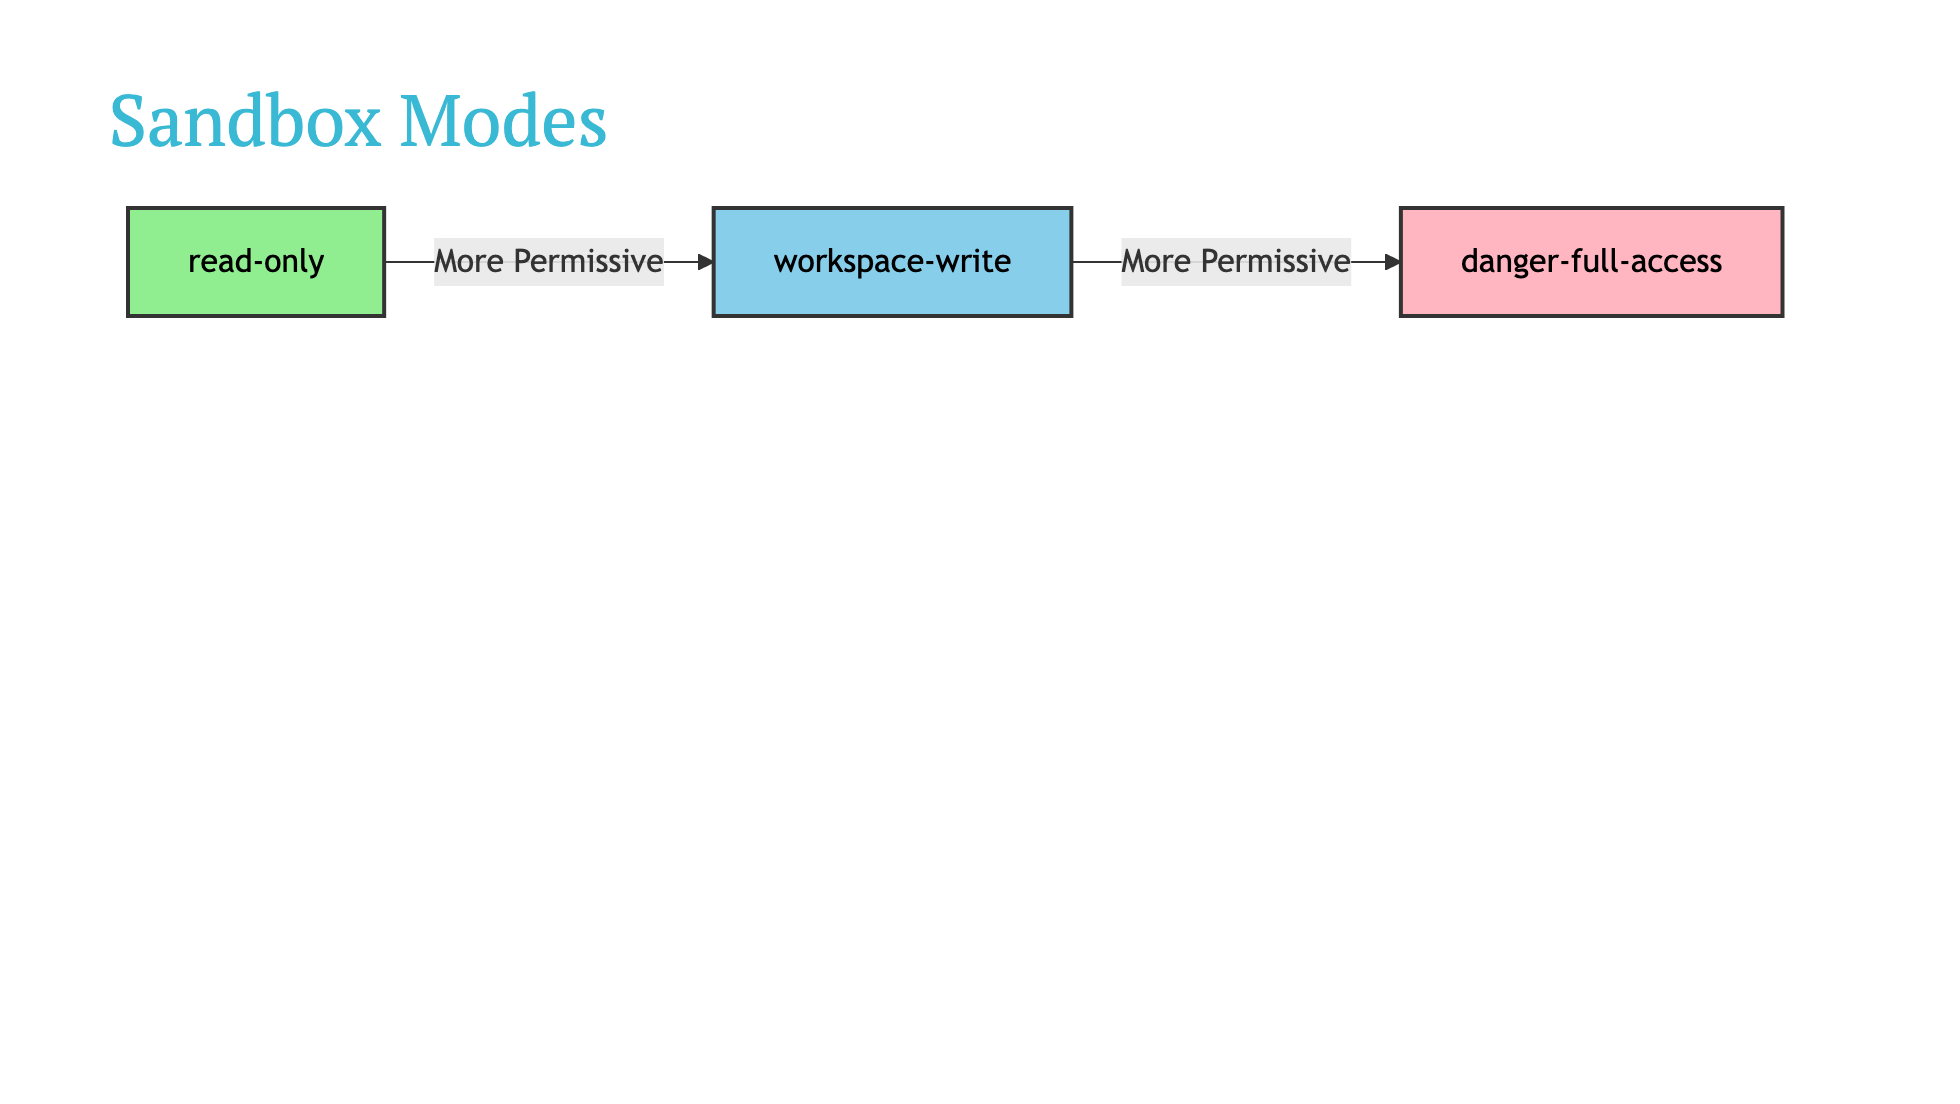 Sandbox Modes
read-only
More Permissive
workspace-write
More Permissive
danger-full-access